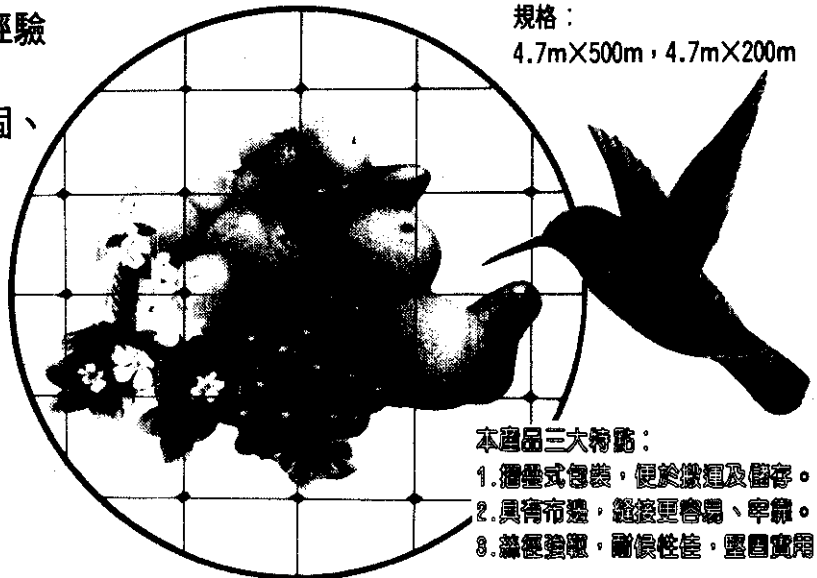 經驗
固、
規格：
4.7m×500m，4.7m×200m
本產品三大特點：
1.摺疊式包裝，便於搬運及儲存。
2.具有布邊，縫接更容易、牢靠。
3.絲徑強韌，耐候性佳，堅固實用